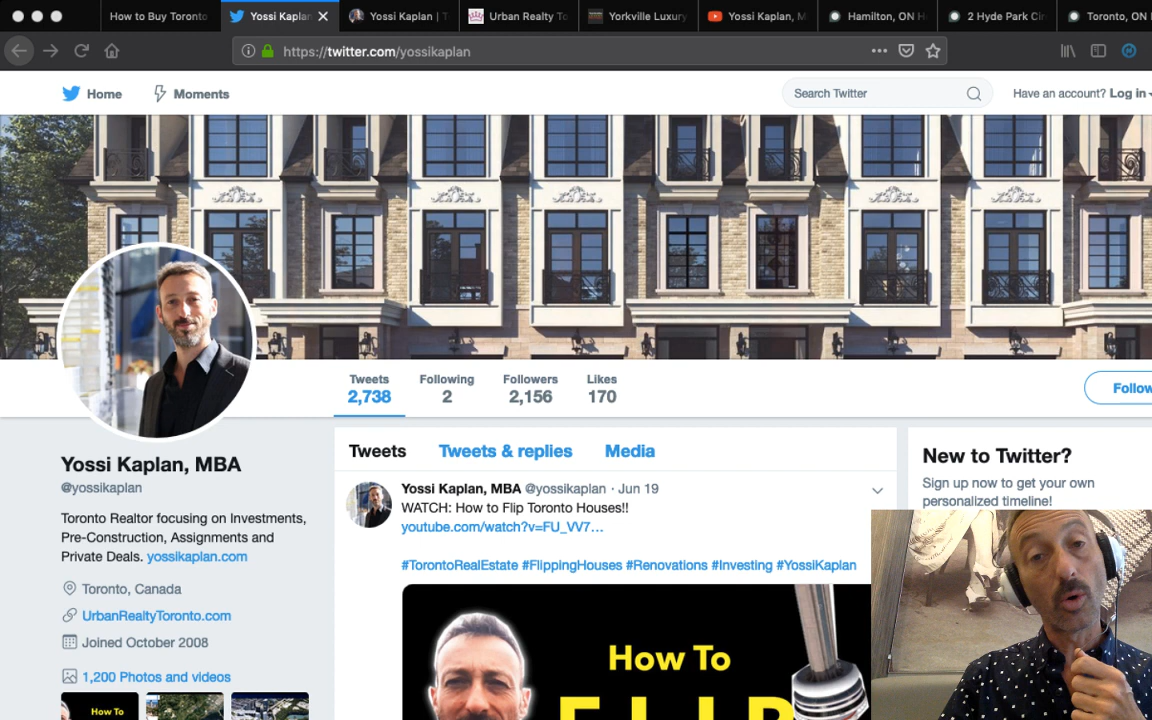 How to Buy Toronto
Yossi Kaplan
Yossi Kaplan | T
Urban Realty To
Yorkville Luxury
Yossi Kaplan, M
Hamilton, ON H
2 Hyde Park Cir
Toronto, ON
https://twitter.com/yossikaplan
Home
Moments
Search Twitter
Have an account? Log in
Tweets
Following
Followers
Likes
2,738
2
2,156
170
Follow
Yossi Kaplan, MBA
@yossikaplan
Toronto Realtor focusing on Investments,
Pre-Construction, Assignments and
Private Deals. yossikaplan.com
Toronto, Canada
UrbanRealtyToronto.com
Joined October 2008
1,200 Photos and videos
How To
Tweets
Tweets & replies
Media
Yossi Kaplan, MBA @yossikaplan · Jun 19
WATCH: How to Flip Toronto Houses!!
youtube.com/watch?v=FU_VV7…
#TorontoRealEstate #FlippingHouses #Renovations #Investing #YossiKaplan
How To
FLIP
New to Twitter?
Sign up now to get your own
personalized timeline!